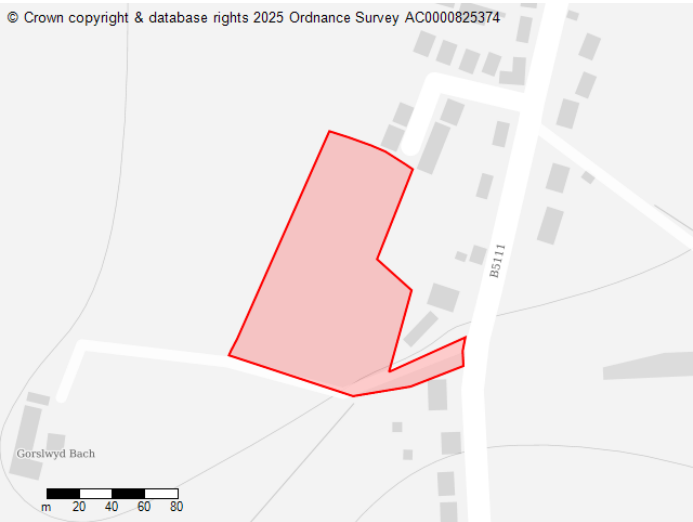 © Crown copyright & database rights 2025 Ordnance Survey AC0000825374
B5111
Gorslwyd Bach
m 20 40 60 80